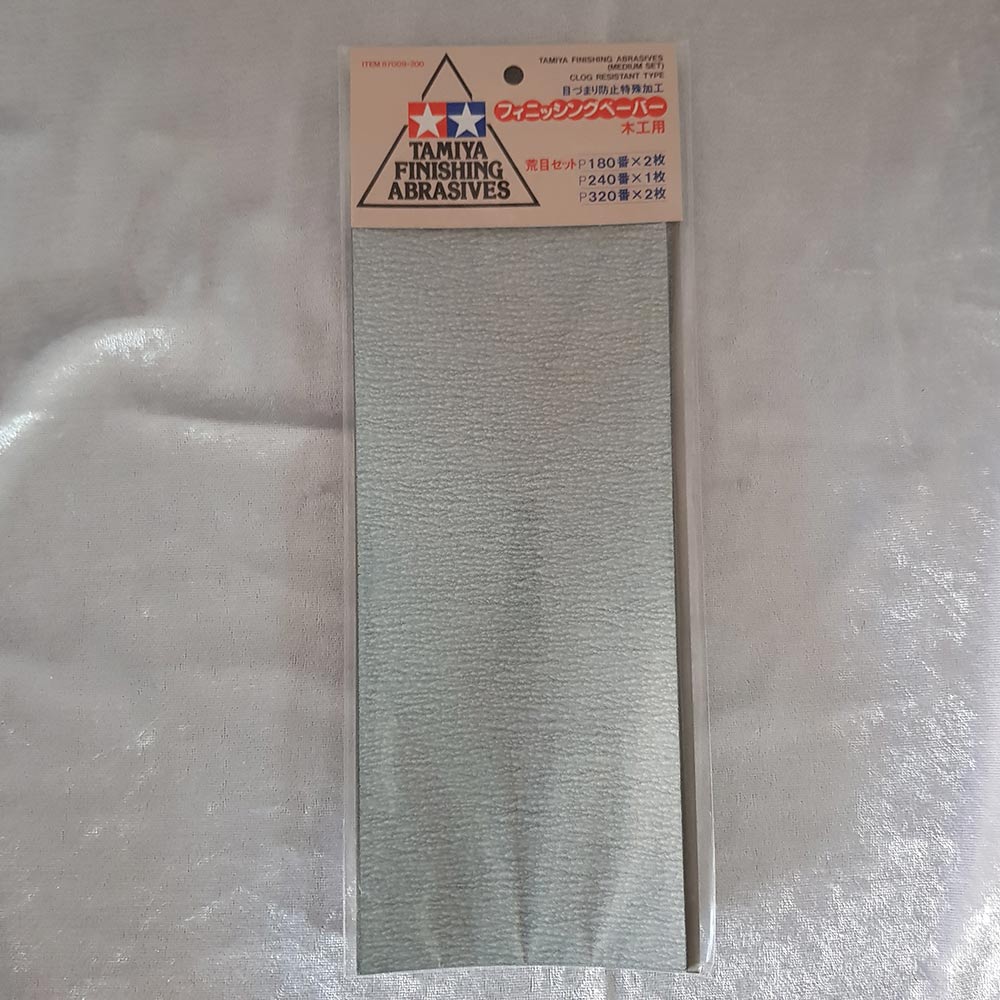 ITEM 87009-300
TAMIYA
FINISHING
ABRASIVES
TAMIYA FINISHING ABRASIVES
(MEDIUM SET)
CLOG RESISTANT TYPE
目づまり防止特殊加工
フィニッシングペーパー
木工用
荒目セット P180番×2枚
P240番×1枚
P320番×2枚